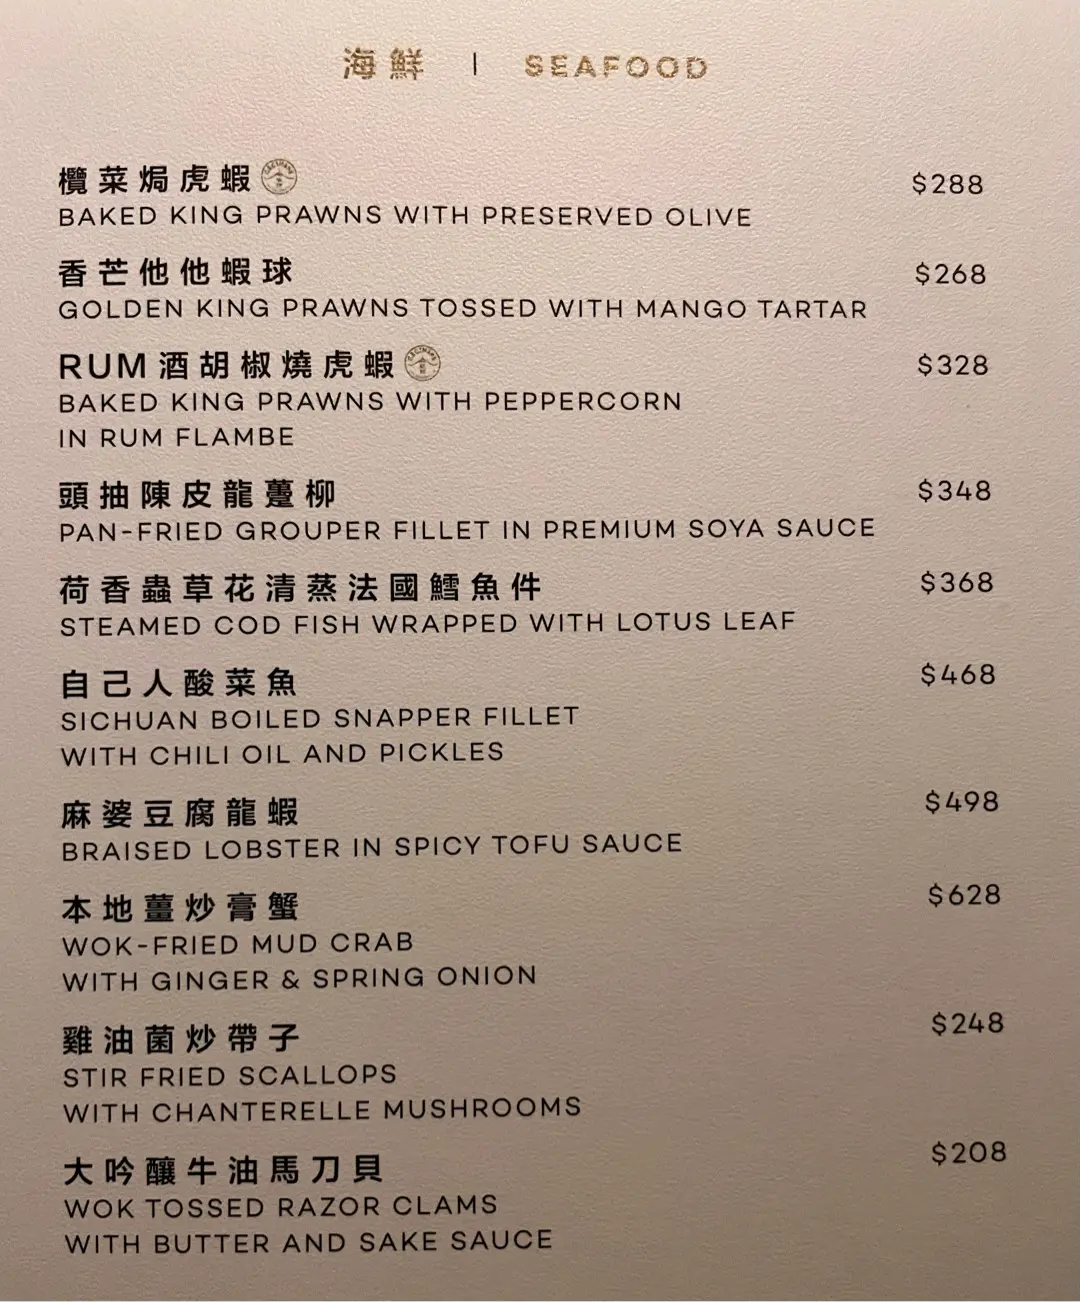 海鮮 | SEAFOOD
欖菜焗虎蝦 $288
BAKED KING PRAWNS WITH PRESERVED OLIVE
香芒他他蝦球 $268
GOLDEN KING PRAWNS TOSSED WITH MANGO TARTAR
RUM酒胡椒燒虎蝦 $328
BAKED KING PRAWNS WITH PEPPERCORN
IN RUM FLAMBE
頭抽陳皮龍躉柳 $348
PAN-FRIED GROUPER FILLET IN PREMIUM SOYA SAUCE
荷香蟲草花清蒸法國鱈魚件 $368
STEAMED COD FISH WRAPPED WITH LOTUS LEAF
自己人酸菜魚 $468
SICHUAN BOILED SNAPPER FILLET
WITH CHILI OIL AND PICKLES
麻婆豆腐龍蝦 $498
BRAISED LOBSTER IN SPICY TOFU SAUCE
本地薑炒膏蟹 $628
WOK-FRIED MUD CRAB
WITH GINGER & SPRING ONION
雞油菌炒帶子 $248
STIR FRIED SCALLOPS
WITH CHANTERELLE MUSHROOMS
大吟釀牛油馬刀貝 $208
WOK TOSSED RAZOR CLAMS
WITH BUTTER AND SAKE SAUCE